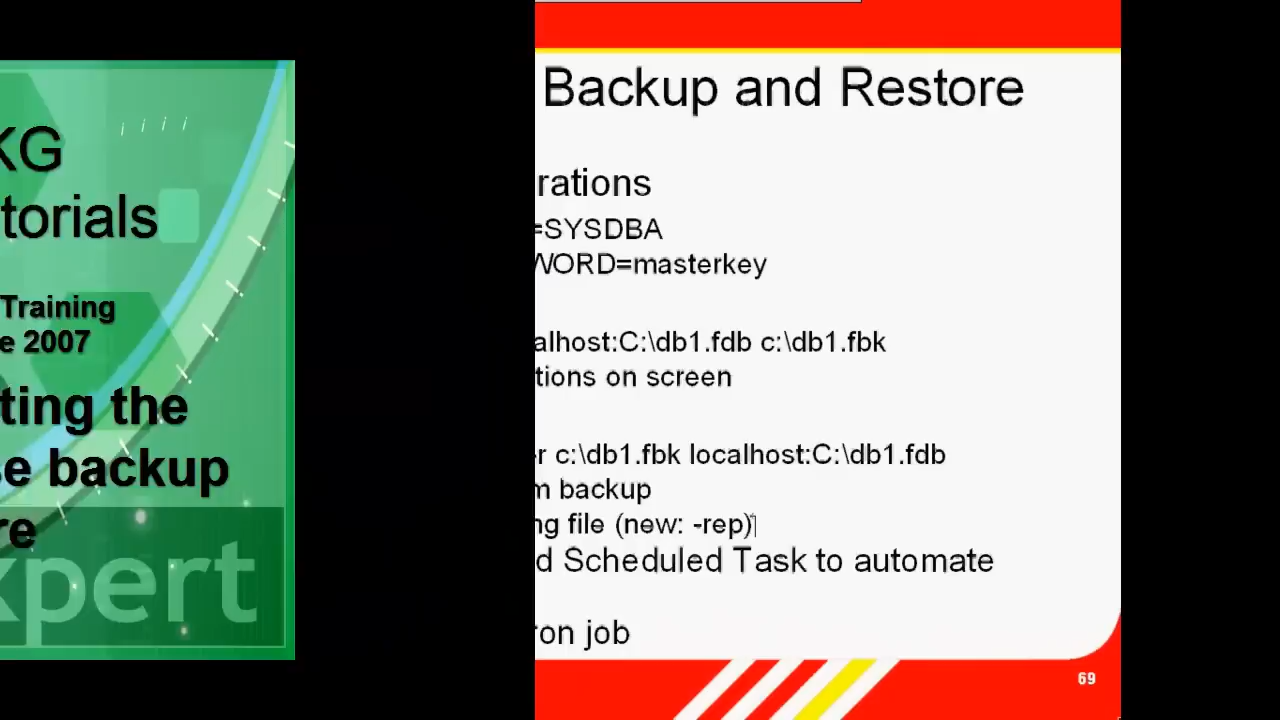 KG
torials
Training
e 2007
ting the
e backup
re
xpert
Backup and Restore
rations
=SYSDBA
WORD=masterkey
alhost:C:\db1.fdb c:\db1.fbk
tions on screen
r c:\db1.fbk localhost:C:\db1.fdb
m backup
ng file (new: -rep)
d Scheduled Task to automate
ron job
69